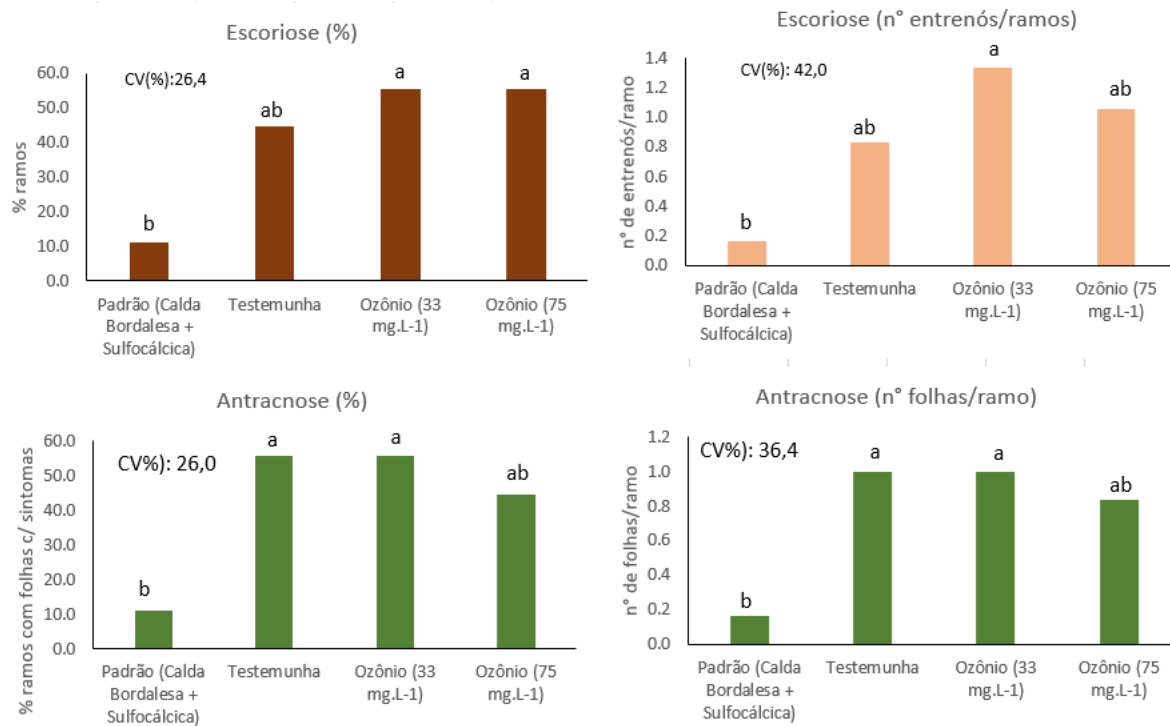 Escoriose (%)
CV(%):26,4
% ramos
60.0
50.0
40.0
30.0
20.0
10.0
0.0
b
ab
a
a
Padrão (Calda
Bordalesa +
Sulfocálcica)
Testemunha
Ozônio (33
mg.L-1)
Ozônio (75
mg.L-1)
Escoriose (n° entrenós/ramos)
CV(%): 42,0
n° de entrenós/ramo
1.4
1.2
1.0
0.8
0.6
0.4
0.2
0.0
b
ab
a
ab
Padrão (Calda
Bordalesa +
Sulfocálcica)
Testemunha
Ozônio (33
mg.L-1)
Ozônio (75
mg.L-1)
Antracnose (%)
CV%): 26,0
% ramos com folhas c/ sintomas
60.0
50.0
40.0
30.0
20.0
10.0
0.0
b
a
a
ab
Padrão (Calda
Bordalesa +
Sulfocálcica)
Testemunha
Ozônio (33
mg.L-1)
Ozônio (75
mg.L-1)
Antracnose (n° folhas/ramo)
CV%): 36,4
n° de folhas/ramo
1.2
1.0
0.8
0.6
0.4
0.2
0.0
b
a
a
ab
Padrão (Calda
Bordalesa +
Sulfocálcica)
Testemunha
Ozônio (33
mg.L-1)
Ozônio (75
mg.L-1)